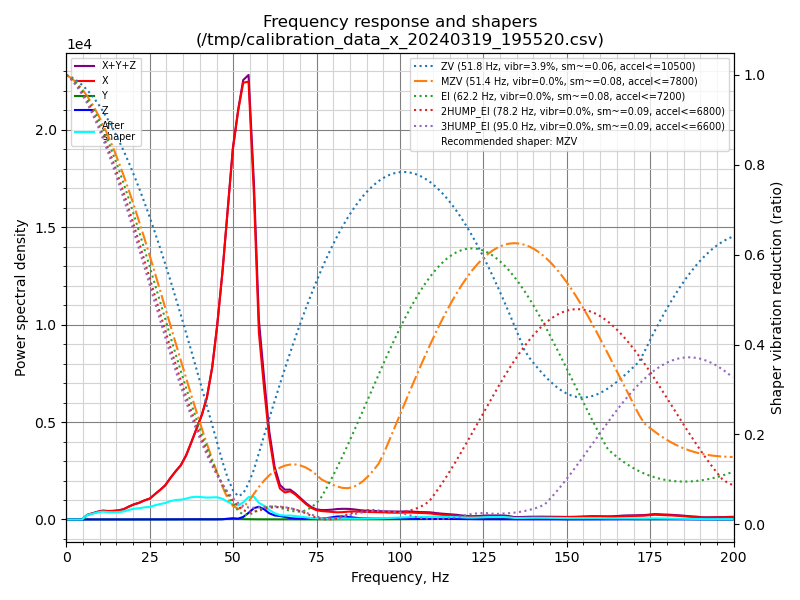 Frequency response and shapers
(/tmp/calibration_data_x_20240319_195520.csv)
1e4
X+Y+Z
X
Y
Z
After
shaper
ZV (51.8 Hz, vibr=3.9%, sm~=0.06, accel<=10500)
MZV (51.4 Hz, vibr=0.0%, sm~=0.08, accel<=7800)
EI (62.2 Hz, vibr=0.0%, sm~=0.08, accel<=7200)
2HUMP_EI (78.2 Hz, vibr=0.0%, sm~=0.09, accel<=6800)
3HUMP_EI (95.0 Hz, vibr=0.0%, sm~=0.09, accel<=6600)
Recommended shaper: MZV
Power spectral density
2.0
1.5
1.0
0.5
0.0
1.0
0.8
0.6
0.4
0.2
0.0
Shaper vibration reduction (ratio)
0 25 50 75 100 125 150 175 200
Frequency, Hz